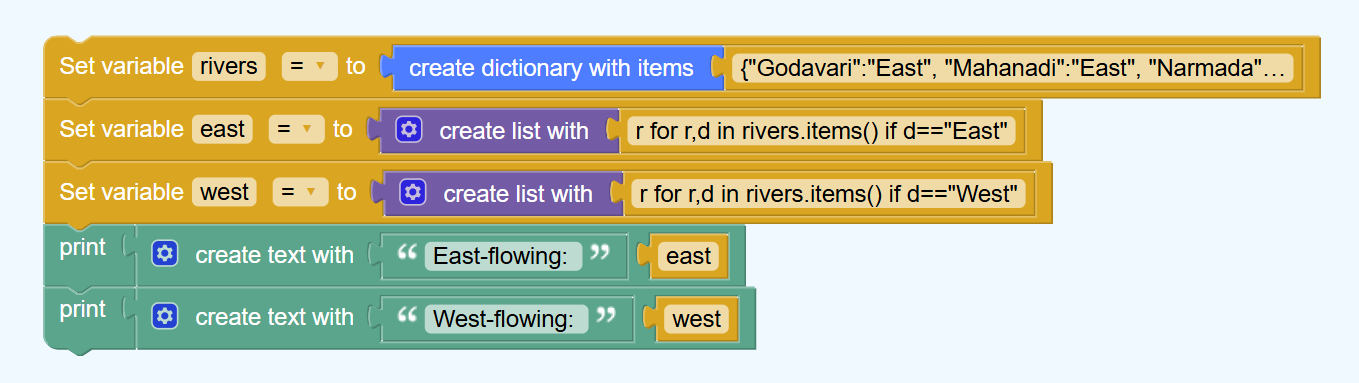 Set variable rivers = ▾ to create dictionary with items {"Godavari":"East", "Mahanadi":"East", "Narmada"...
Set variable east = ▾ to create list with r for r,d in rivers.items() if d=="East"
Set variable west = ▾ to create list with r for r,d in rivers.items() if d=="West"
print create text with “ East-flowing: ” east
print create text with “ West-flowing: ” west